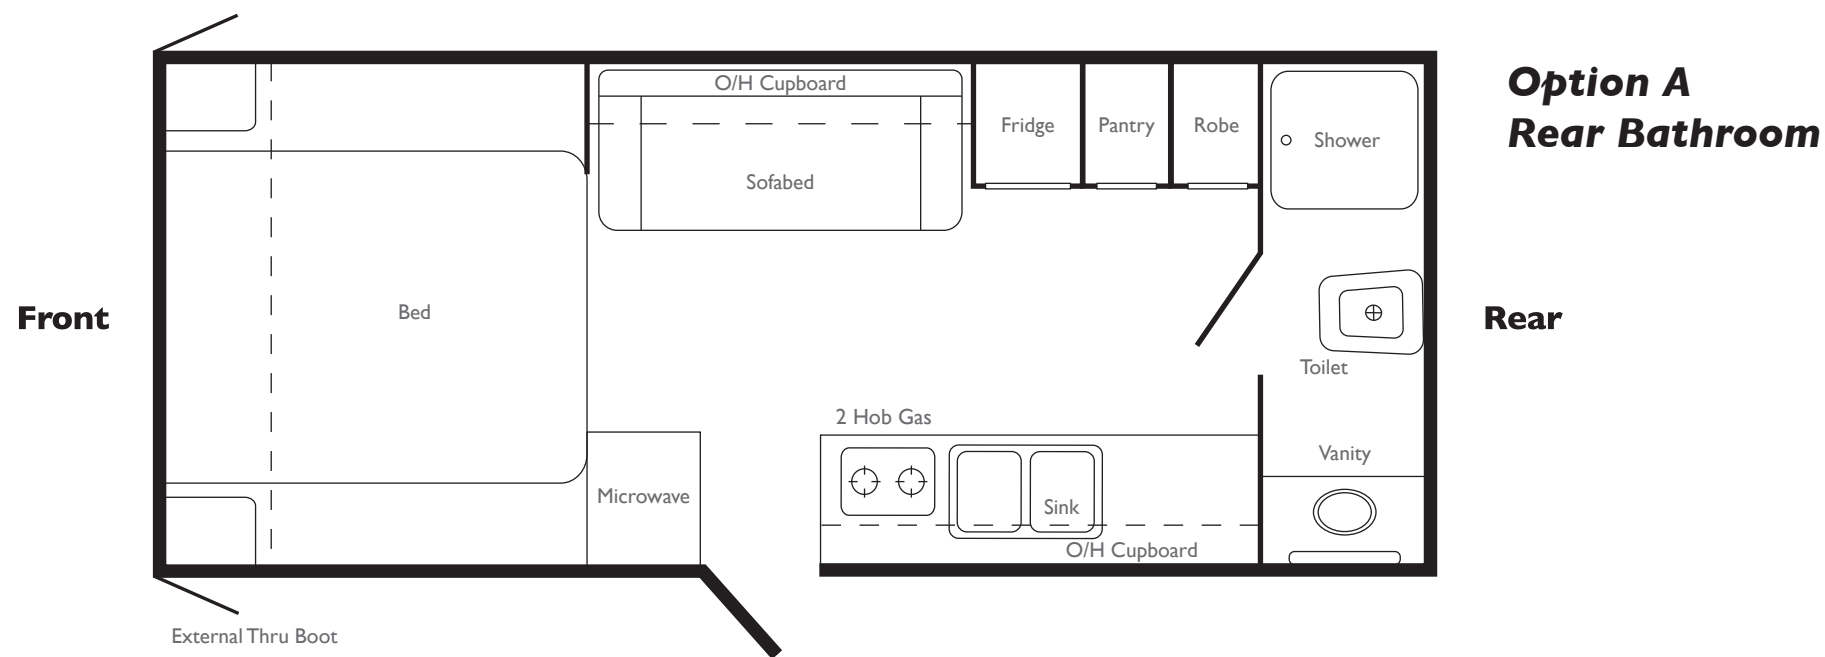 Option A
Rear Bathroom
O/H Cupboard
Fridge
Pantry
Robe
Shower
Sofabed
Front
Bed
Rear
Toilet
2 Hob Gas
Vanity
Microwave
Sink
O/H Cupboard
External Thru Boot